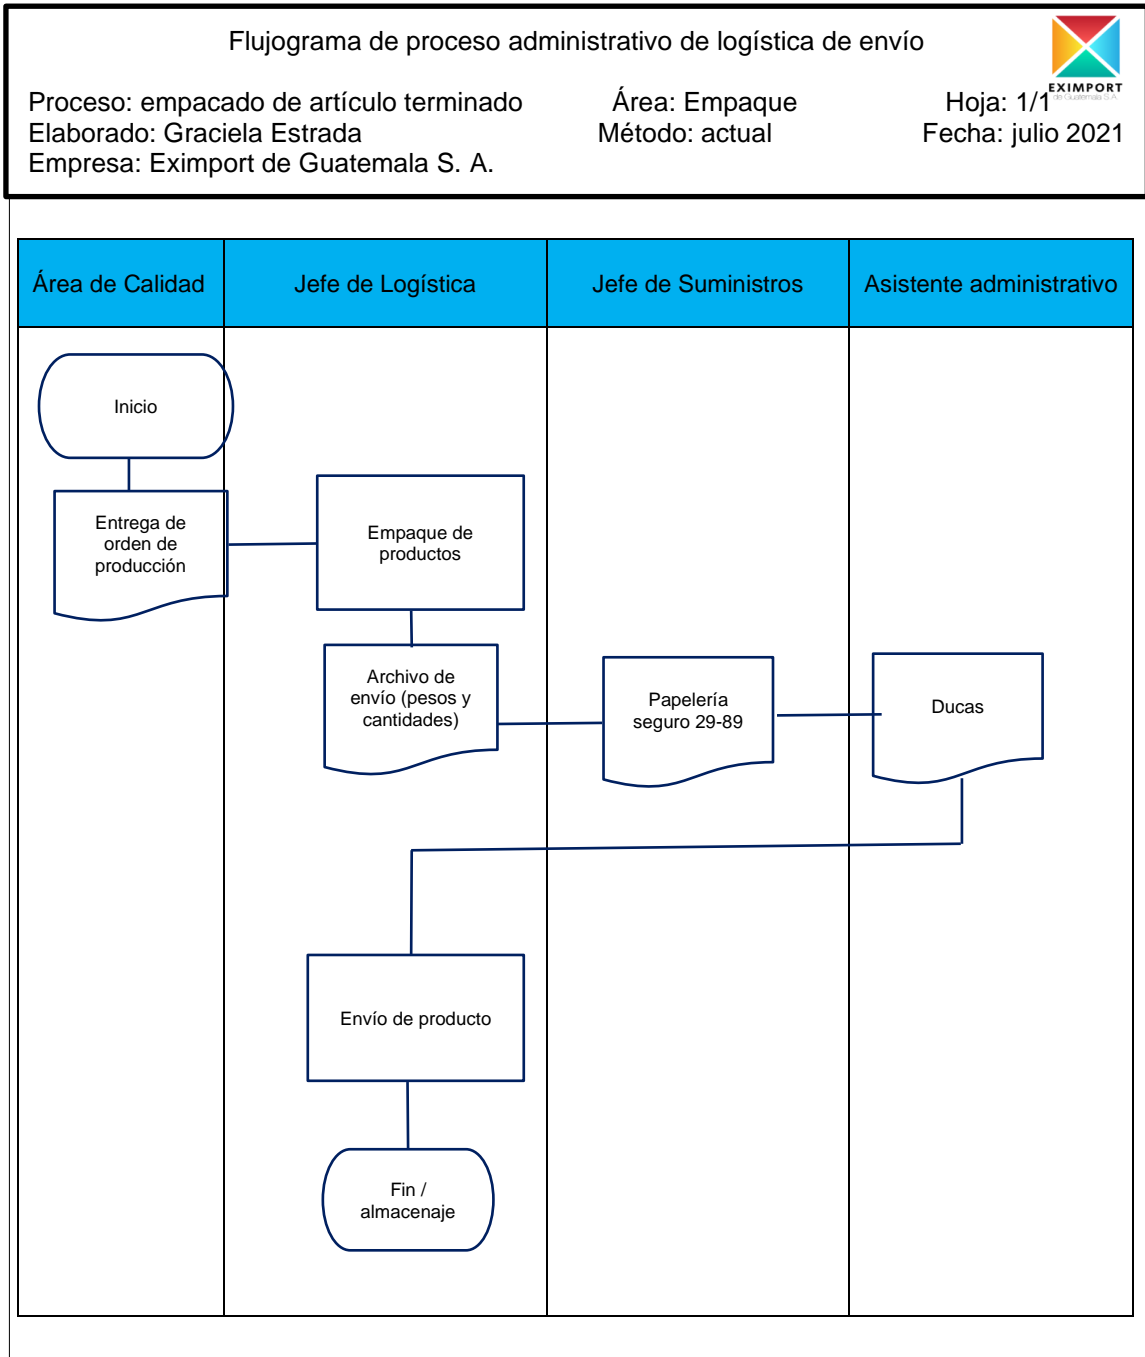 Flujograma de proceso administrativo de logística de envío
EXIMPORT
de Guatemala S.A.
Proceso: empacado de artículo terminado Área: Empaque Hoja: 1/1
Elaborado: Graciela Estrada Método: actual Fecha: julio 2021
Empresa: Eximport de Guatemala S. A.
Área de Calidad Jefe de Logística Jefe de Suministros Asistente administrativo
Inicio
Entrega de
orden de
producción
Empaque de
productos
Archivo de
envío (pesos y
cantidades)
Papelería
seguro 29-89
Ducas
Envío de producto
Fin /
almacenaje